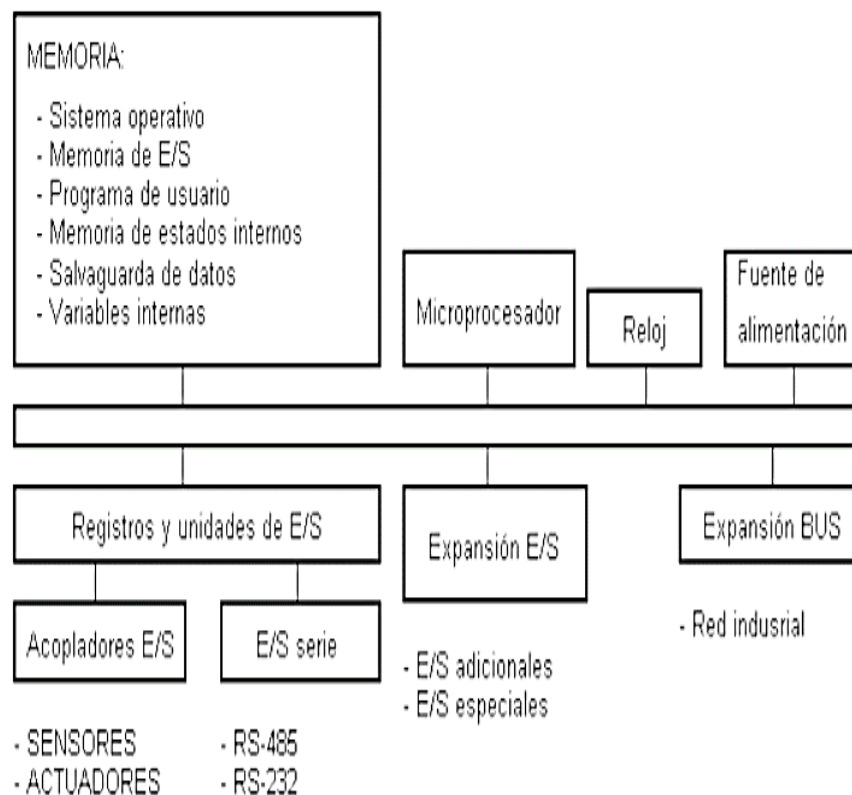 MEMORIA:
- Sistema operativo
- Memoria de E/S
- Programa de usuario
- Memoria de estados internos
- Salvaguarda de datos
- Variables internas
Microprocesador
Reloj
Fuente de
alimentación
Registros y unidades de E/S
Expansión E/S
Expansión BUS
Acopladores E/S
E/S serie
- Red indusrial
- E/S adicionales
- E/S especiales
- SENSORES
- ACTUADORES
- RS-485
- RS-232